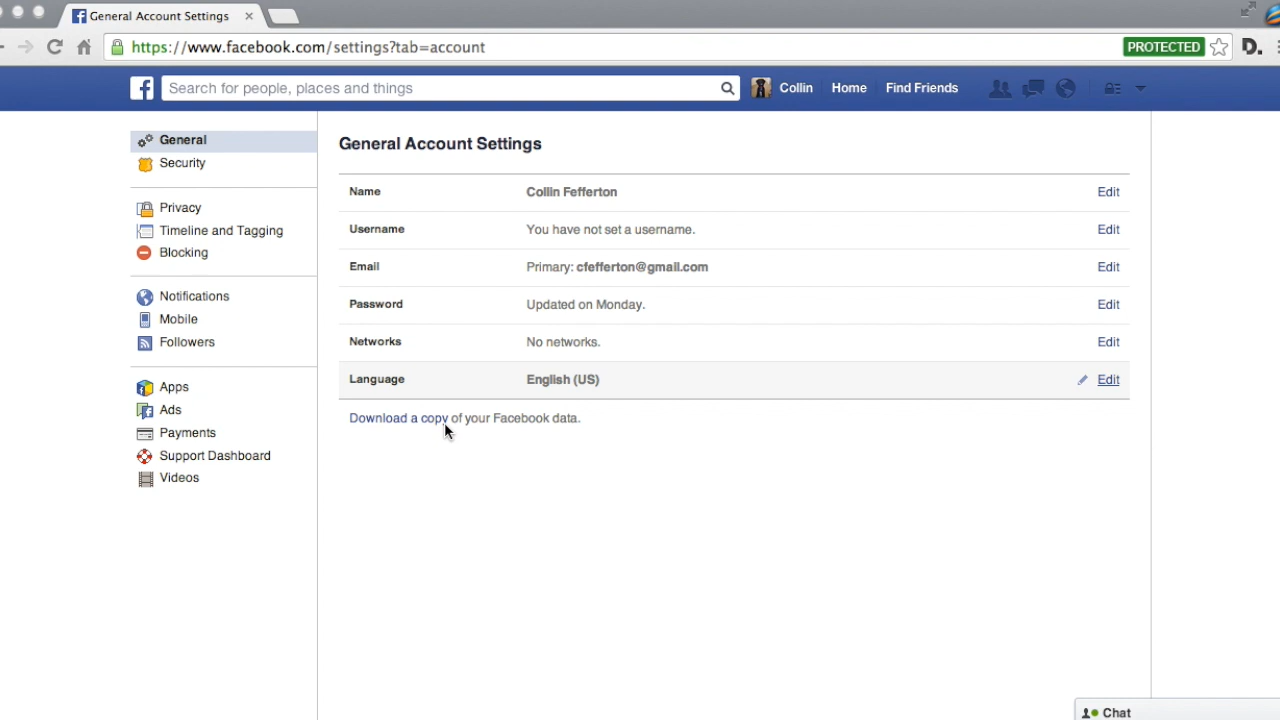 General Account Settings
https://www.facebook.com/settings?tab=account
PROTECTED
D.
Search for people, places and things
Collin
Home
Find Friends
General
Security
Privacy
Timeline and Tagging
Blocking
Notifications
Mobile
Followers
Apps
Ads
Payments
Support Dashboard
Videos
General Account Settings
Name Collin Fefferton Edit
Username You have not set a username. Edit
Email Primary: cfefferton@gmail.com Edit
Password Updated on Monday. Edit
Networks No networks. Edit
Language English (US) Edit
Download a copy of your Facebook data.
Chat